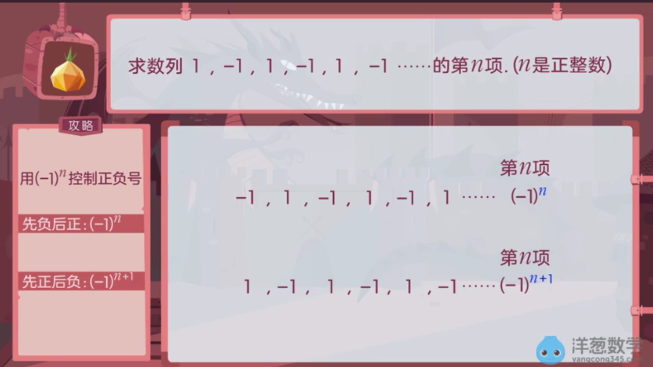 求数列 1 , −1 , 1 , −1 , 1 , −1 ······的第n项.(n是正整数)
攻略
用(−1)ⁿ控制正负号
先负后正:(−1)ⁿ
先正后负:(−1)ⁿ⁺¹
第n项
−1 , 1 , −1 , 1 , −1 , 1 ······ (−1)ⁿ
第n项
1 , −1 , 1 , −1 , 1 , −1 ······ (−1)ⁿ⁺¹
洋葱数学
yangcong345.com